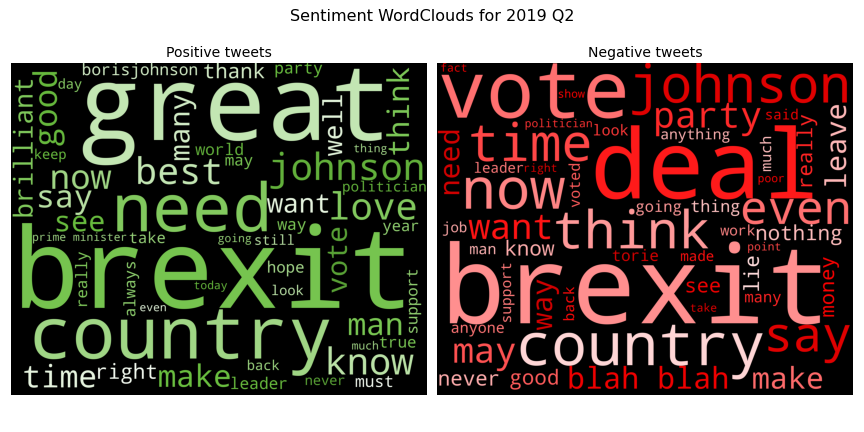 Sentiment WordClouds for 2019 Q2
Positive tweets
borisjohnson thank party
day
good
great
many
well
think
brilliant
keep
world
thing
may
now
best
johnson
politician
say
need
want
love
see
way
year
prime minister
take
going
still
vote
brexit
really
always
hope
today
look
support
even
country
man
true
much
know
time
right
make
back
leader
never
must
Negative tweets
fact
vote
show
johnson
politician
party
said
time
look
anything
need
leader
right
voted
deal
much
really
leave
poor
now
going
thing
even
job
want
think
work
nothing
man
know
torie
made
point
lie
brexit
support
way
back
see
many
take
money
anyone
may
country
say
never
good
blah blah
make